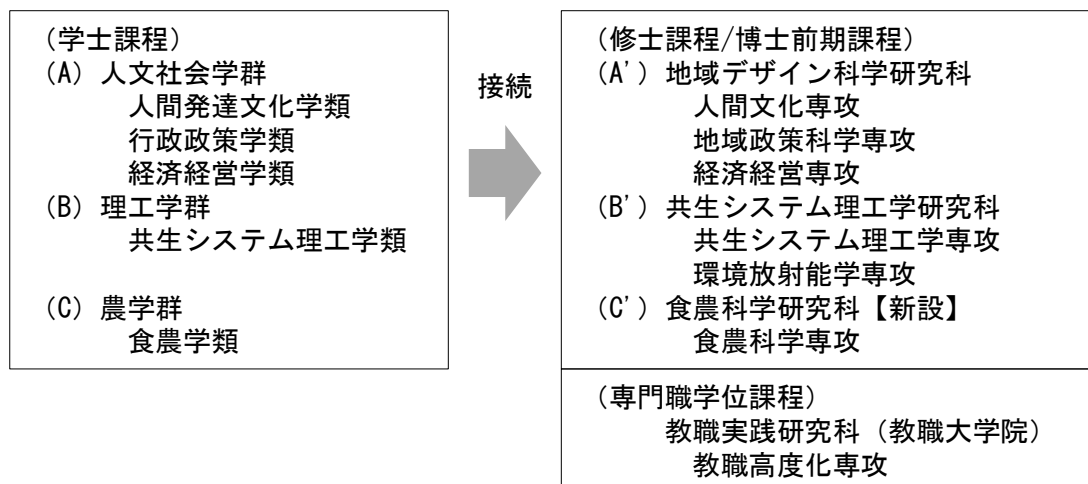 （学士課程）
（A）人文社会学群
人間発達文化学類
行政政策学類
経済経営学類
（B）理工学群
共生システム理工学類
（C）農学群
食農学類
接続
（修士課程/博士前期課程）
（A'）地域デザイン科学研究科
人間文化専攻
地域政策科学専攻
経済経営専攻
（B'）共生システム理工学研究科
共生システム理工学専攻
環境放射能学専攻
（C'）食農科学研究科【新設】
食農科学専攻
（専門職学位課程）
教職実践研究科（教職大学院）
教職高度化専攻